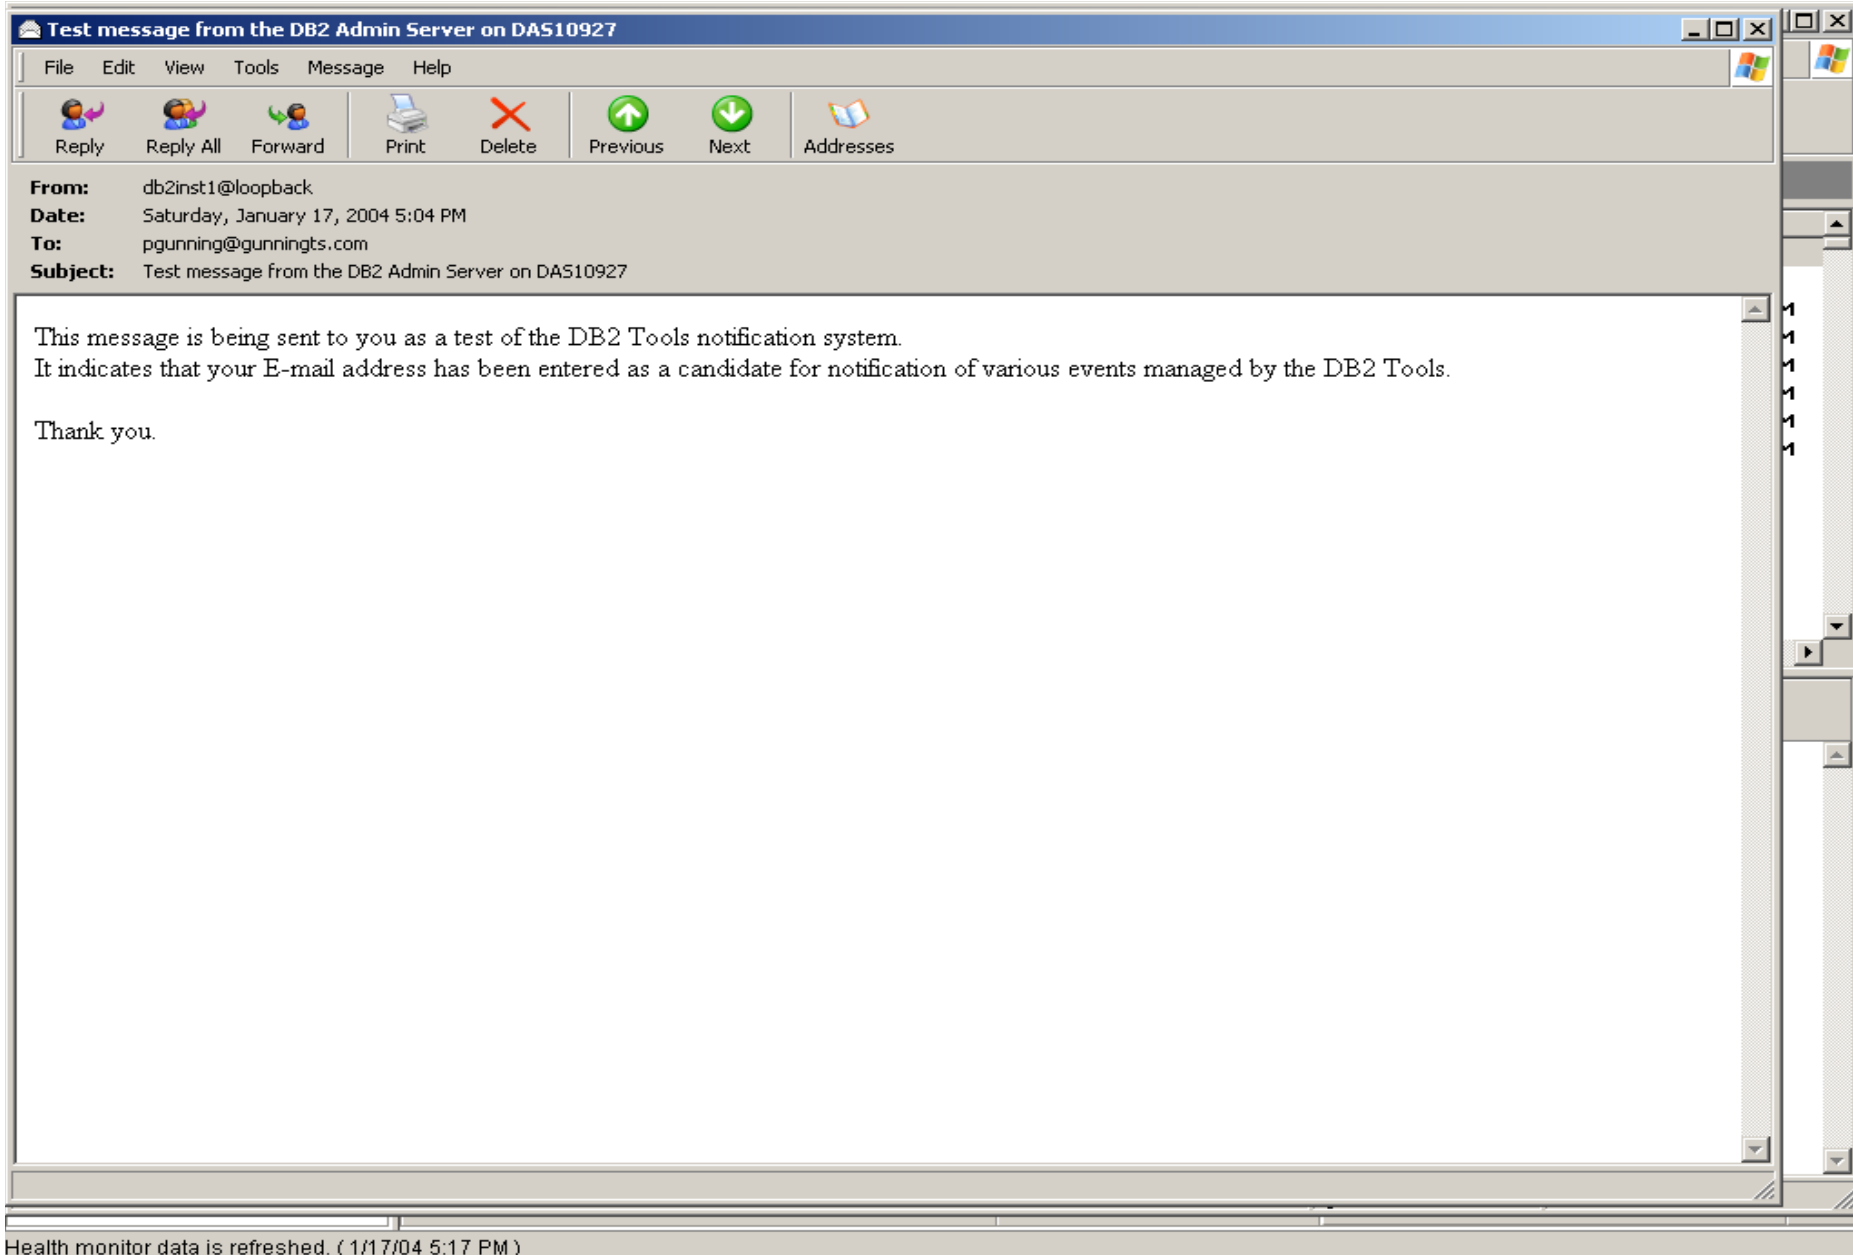 Test message from the DB2 Admin Server on DAS10927
File Edit View Tools Message Help
Reply Reply All Forward Print Delete Previous Next Addresses
From: db2inst1@loopback
Date: Saturday, January 17, 2004 5:04 PM
To: pgunning@gunningts.com
Subject: Test message from the DB2 Admin Server on DAS10927
This message is being sent to you as a test of the DB2 Tools notification system.
It indicates that your E-mail address has been entered as a candidate for notification of various events managed by the DB2 Tools.
Thank you.
Health monitor data is refreshed. ( 1/17/04 5:17 PM )